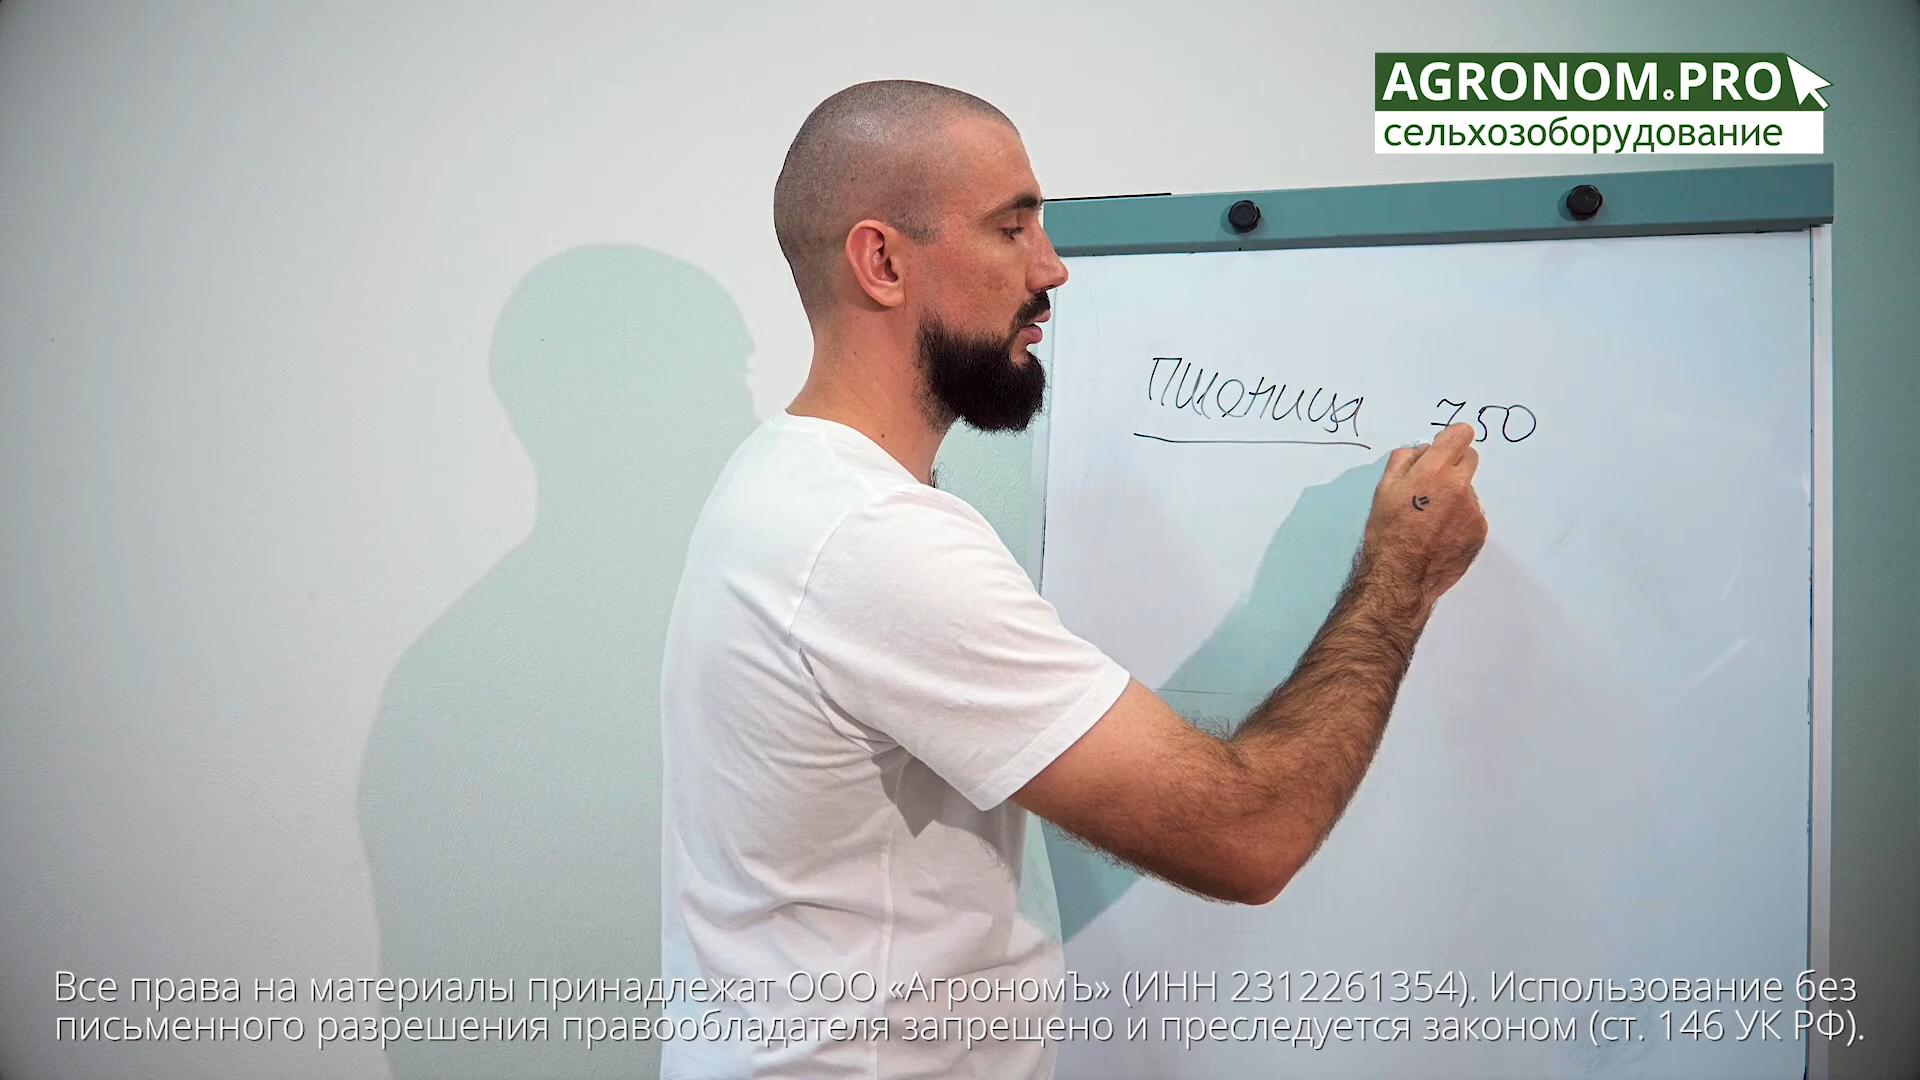 AGRONOM.PRO
сельхозоборудование
пшеница 750
Все права на материалы принадлежат ООО «АгрономЪ» (ИНН 2312261354). Использование без
письменного разрешения правообладателя запрещено и преследуется законом (ст. 146 УК РФ).